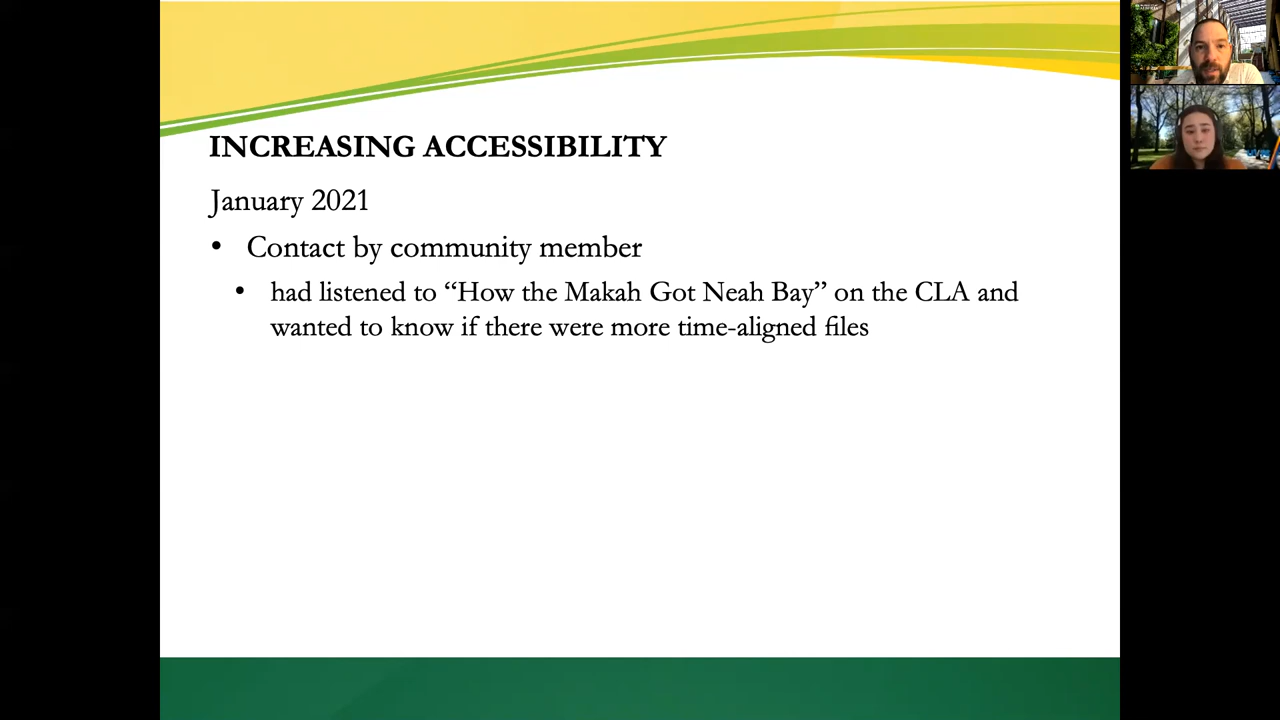 INCREASING ACCESSIBILITY
January 2021
• Contact by community member
• had listened to “How the Makah Got Neah Bay” on the CLA and
wanted to know if there were more time-aligned files